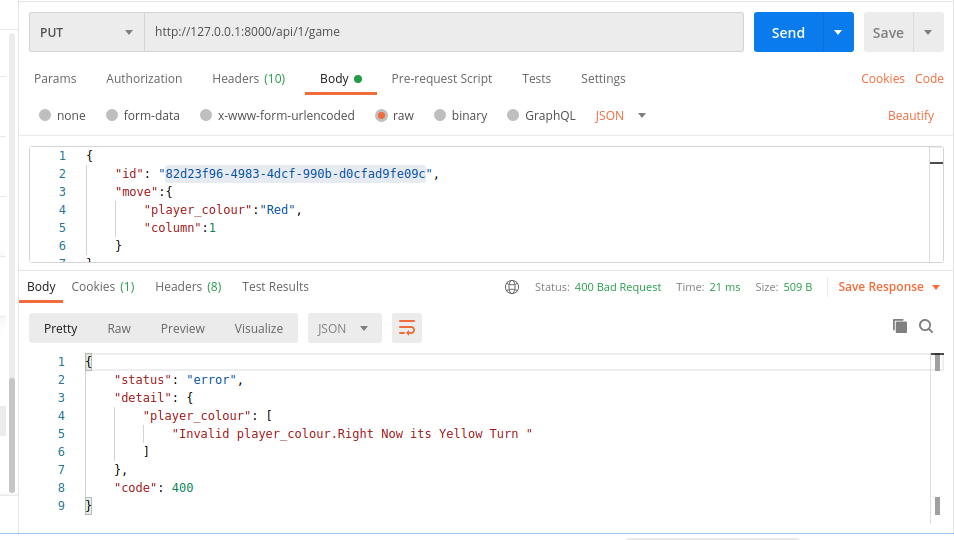 PUT http://127.0.0.1:8000/api/1/game Send Save
Params Authorization Headers (10) Body Pre-request Script Tests Settings Cookies Code
none form-data x-www-form-urlencoded raw binary GraphQL JSON Beautify
1 {
2 "id": "82d23f96-4983-4dcf-990b-d0cfad9fe09c",
3 "move":{
4 "player_colour":"Red",
5 "column":1
6 }
7 }
Body Cookies (1) Headers (8) Test Results Status: 400 Bad Request Time: 21 ms Size: 509 B Save Response
Pretty Raw Preview Visualize JSON
1 {
2 "status": "error",
3 "detail": {
4 "player_colour": [
5 "Invalid player_colour.Right Now its Yellow Turn "
6 ]
7 },
8 "code": 400
9 }